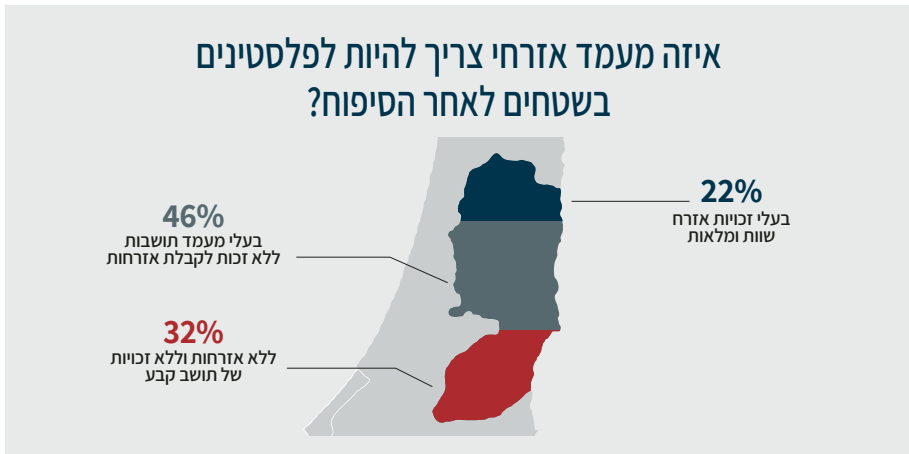 איזה מעמד אזרחי צריך להיות לפלסטינים
בשטחים לאחר הסיפוח?
22%
בעלי זכויות אזרח
שוות ומלאות
46%
בעלי מעמד תושבות
ללא זכות לקבלת אזרחות
32%
ללא אזרחות וללא זכויות
של תושב קבע